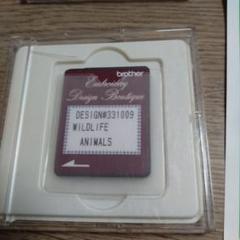 brother
Embroidery
Design Boutique
DESIGN#331009
WILDLIFE
ANIMALS